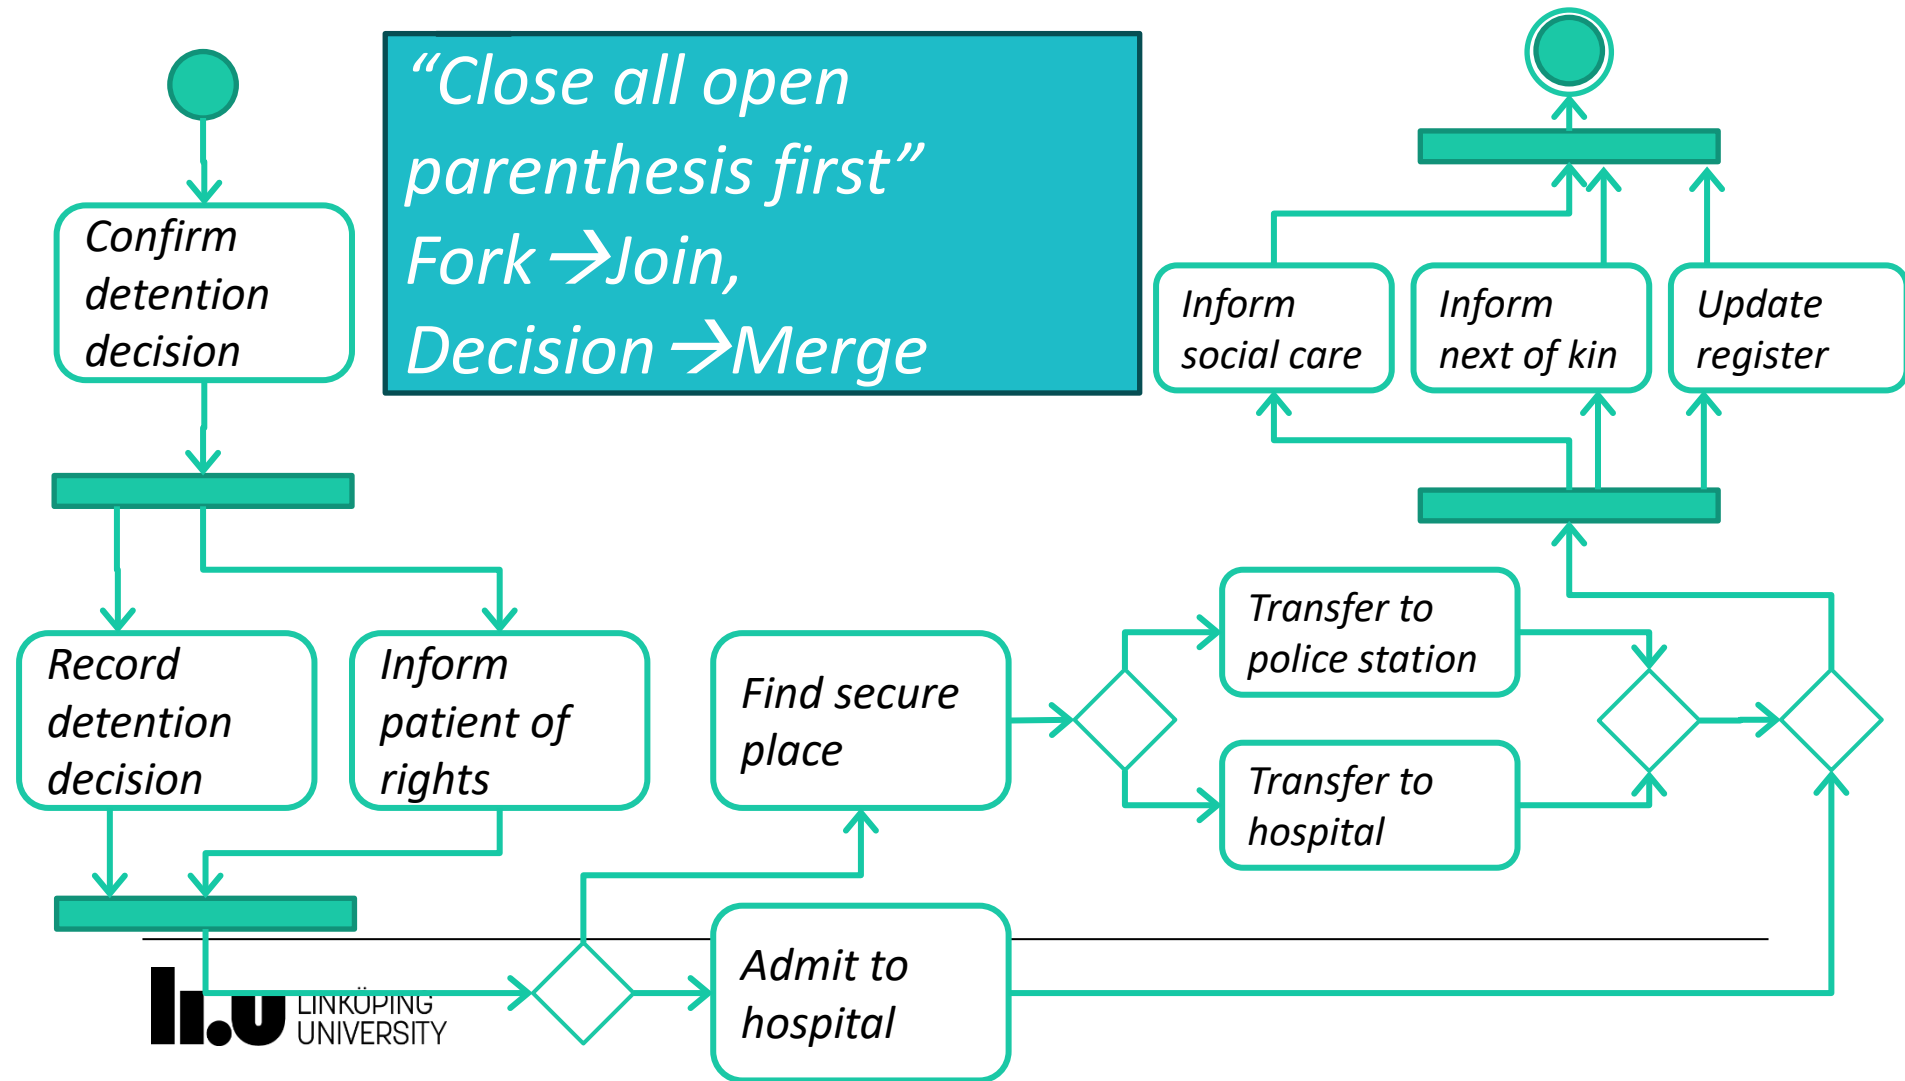 “Close all open
parenthesis first”
Fork→Join,
Decision→Merge
Confirm
detention
decision
Inform
social care
Inform
next of kin
Update
register
Record
detention
decision
Inform
patient of
rights
Find secure
place
Transfer to
police station
Transfer to
hospital
Admit to
hospital
li.u LINKÖPING
UNIVERSITY